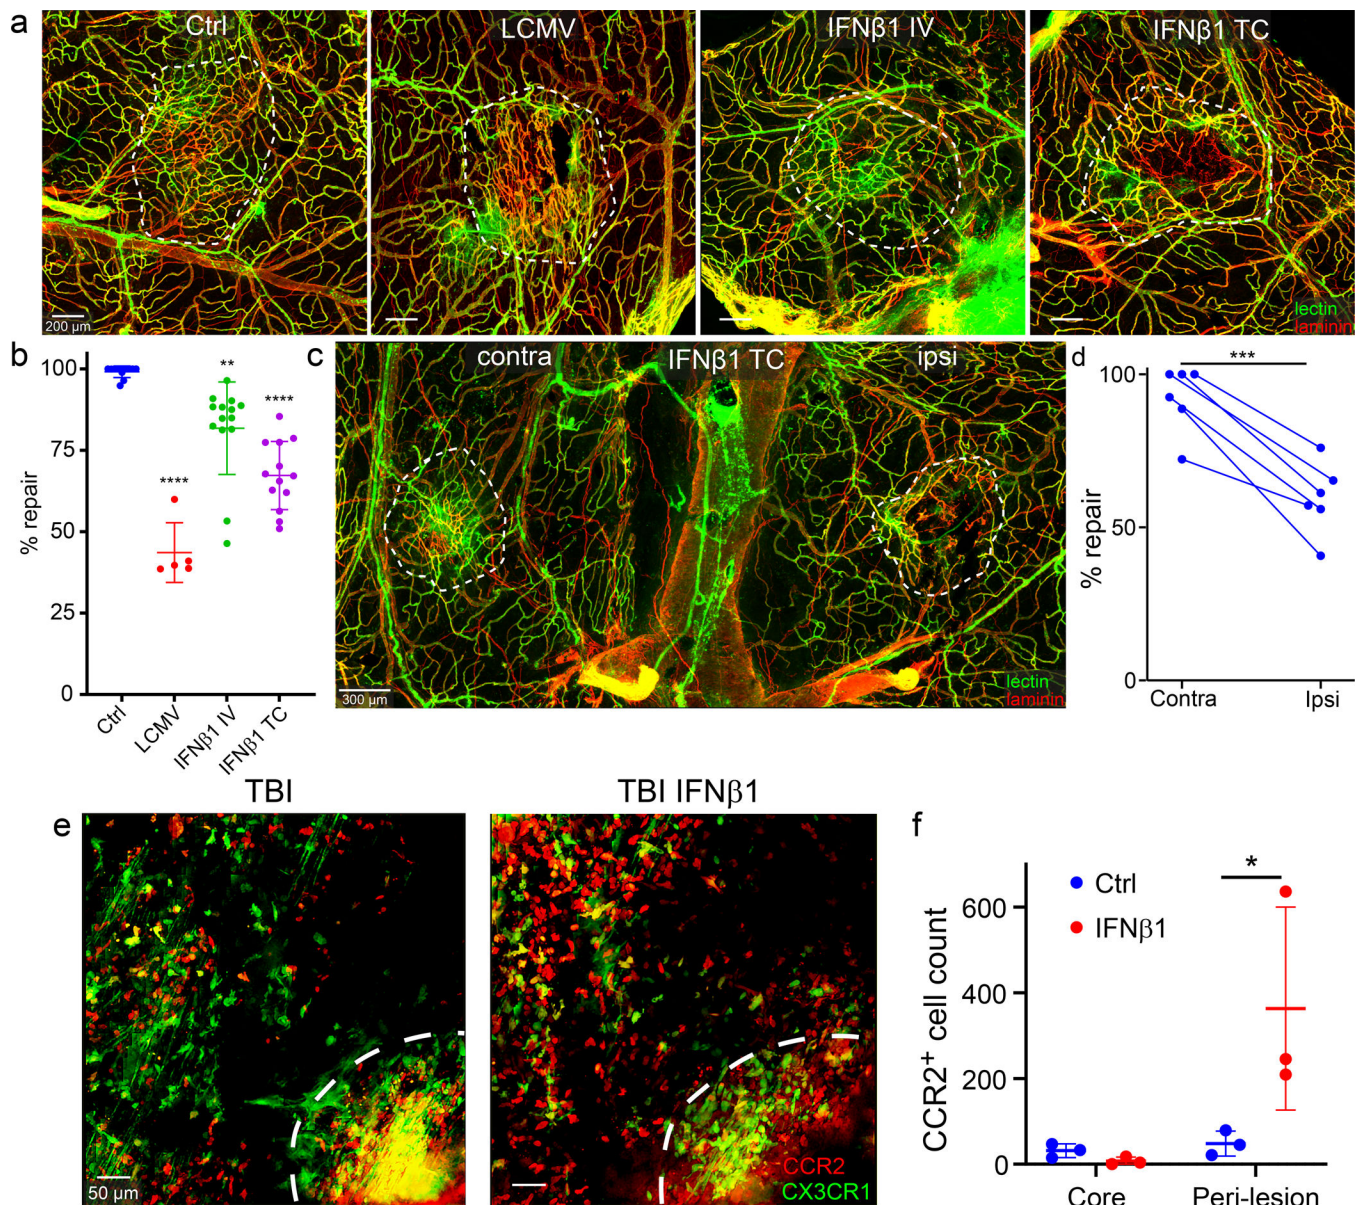 a
Ctrl
LCMV
IFNβ1 IV
IFNβ1 TC
200 µm
lectin
laminin
b
% repair
100
75
50
25
0
**
****
****
Ctrl
LCMV
IFNβ1 IV
IFNβ1 TC
c
contra
IFNβ1 TC
ipsi
300 µm
lectin
laminin
d
% repair
100
50
0
***
Contra
Ipsi
e
TBI
TBI IFNβ1
50 µm
CCR2
CX3CR1
f
CCR2+ cell count
600
400
200
0
Ctrl
IFNβ1
*
Core
Peri-lesion